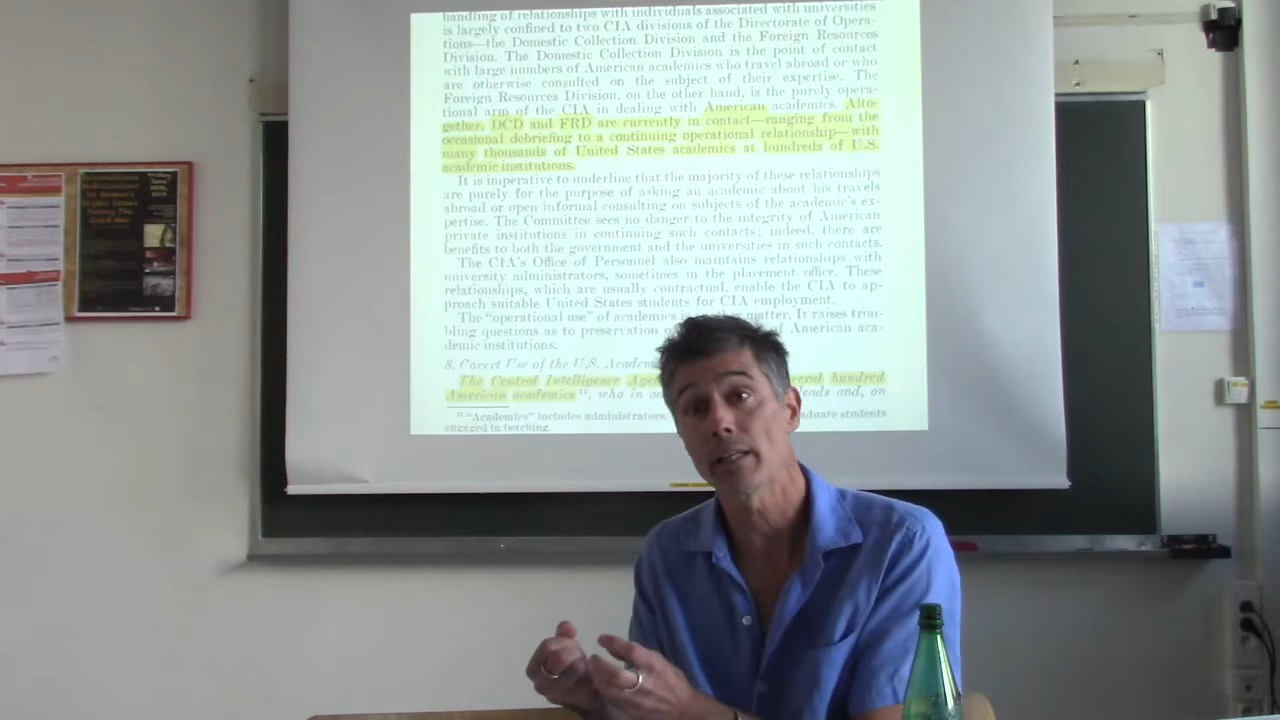 handling of relationships with individuals associated with universities
is largely confined to two CIA divisions of the Directorate of Opera-
tions—the Domestic Collection Division and the Foreign Resources
Division. The Domestic Collection Division is the point of contact
with large numbers of American academics who travel abroad or who
are otherwise consulted on the subject of their expertise. The
Foreign Resources Division, on the other hand, is the purely opera-
tional arm of the CIA in dealing with American academics. Alto-
gether, DCD and FRD are currently in contact—ranging from the
occasional debriefing to a continuing operational relationship—with
many thousands of United States academics at hundreds of U.S.
academic institutions.
It is imperative to underline that the majority of these relationships
are purely for the purpose of asking an academic about his travels
abroad or open informal consulting on subjects of the academic's ex-
pertise. The Committee sees no danger to the integrity of American
private institutions in continuing such contacts; indeed, there are
benefits to both the government and the universities in such contacts.
The CIA's Office of Personnel also maintains relationships with
university administrators, sometimes in the placement office. These
relationships, which are usually contractual, enable the CIA to ap-
proach suitable United States students for CIA employment.
The "operational use" of academics is matter. It raises trou-
bling questions as to preservation of American aca-
demic institutions.
8. Covert Use of the U.S.
The Central Intelligence hundred
American academics 11, who in leads and, on
11 "Academics" includes administrators, students
engaged in teaching.